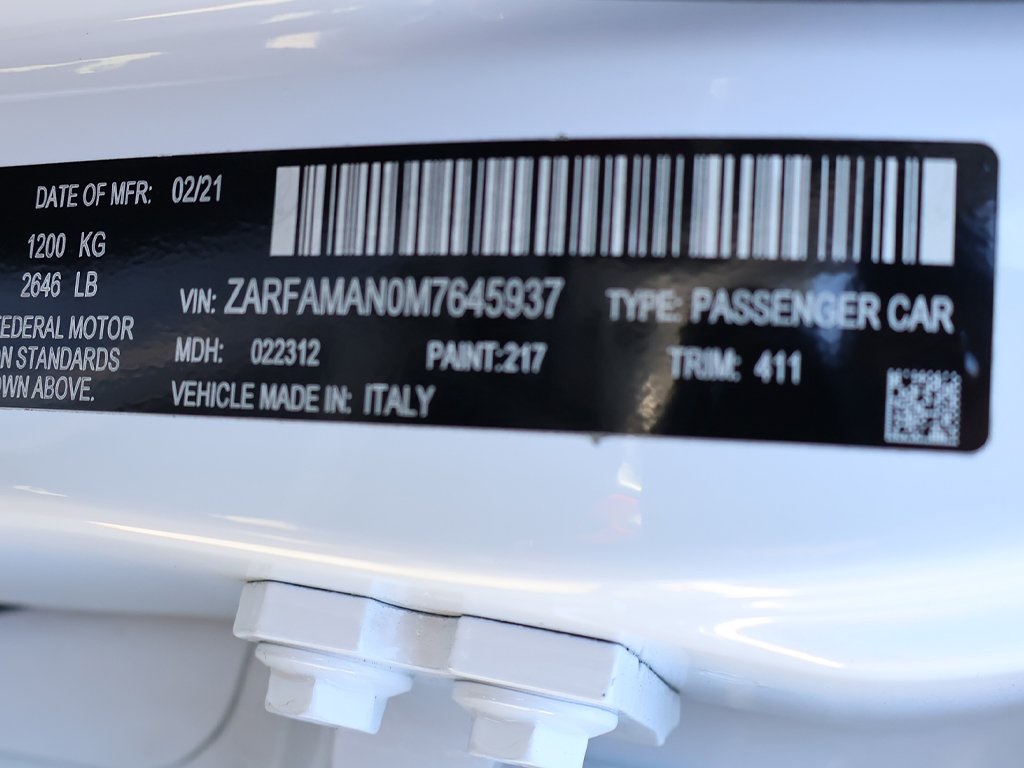 DATE OF MFR: 02/21
1200 KG
2646 LB
VIN: ZARFAMAN0M7645937 TYPE: PASSENGER CAR
FEDERAL MOTOR
MDH: 022312 PAINT:217 TRIM: 411
N STANDARDS
VEHICLE MADE IN: ITALY
OWN ABOVE.